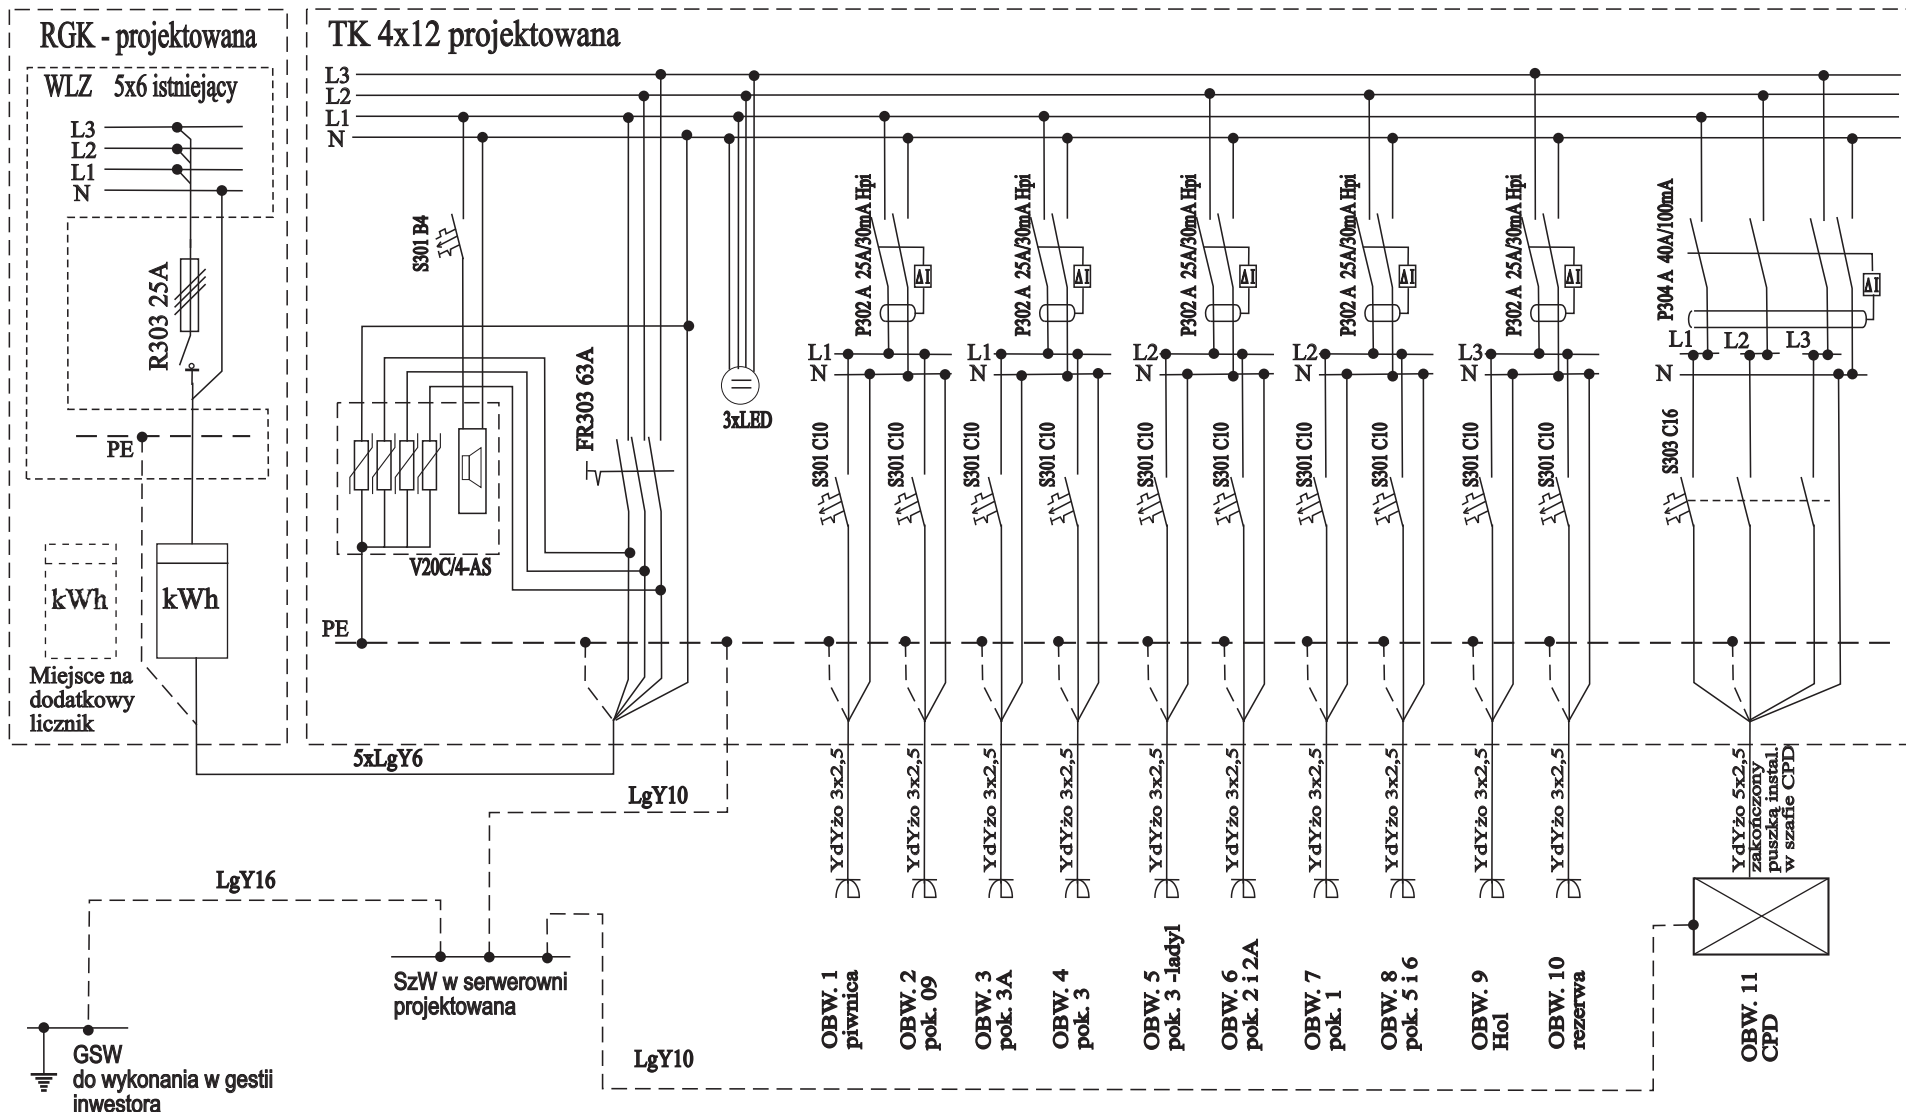 RGK - projektowana
WLZ 5x6 istniejący
L3
L2
L1
N
R303 25A
PE
kWh
kWh
Miejsce na
dodatkowy
licznik
TK 4x12 projektowana
L3
L2
L1
N
S301 B4
FR303 63A
3xLED
V20C/4-AS
PE
P302 A 25A/30mA Hpi
P302 A 25A/30mA Hpi
P302 A 25A/30mA Hpi
P302 A 25A/30mA Hpi
P302 A 25A/30mA Hpi
P304 A 40A/100mA
ΔI
ΔI
ΔI
ΔI
ΔI
ΔI
L1
N
L1
N
L2
N
L2
N
L3
N
L1
L2
L3
N
S301 C10
S301 C10
S301 C10
S301 C10
S301 C10
S301 C10
S301 C10
S301 C10
S301 C10
S301 C10
S303 C16
5xLgY6
LgY10
LgY16
LgY10
YdYżo 3x2,5
YdYżo 3x2,5
YdYżo 3x2,5
YdYżo 3x2,5
YdYżo 3x2,5
YdYżo 3x2,5
YdYżo 3x2,5
YdYżo 3x2,5
YdYżo 3x2,5
YdYżo 3x2,5
YdYżo 5x2,5
zakończony
puszką instal.
w szafie CPD
SzW w serwerowni
projektowana
GSW
do wykonania w gestii
inwestora
OBW. 1
piwnica
OBW. 2
pok. 09
OBW. 3
pok. 3A
OBW. 4
pok. 3
OBW. 5
pok. 3 -lady1
OBW. 6
pok. 2 i 2A
OBW. 7
pok. 1
OBW. 8
pok. 5 i 6
OBW. 9
Hol
OBW. 10
rezerwa
OBW. 11
CPD